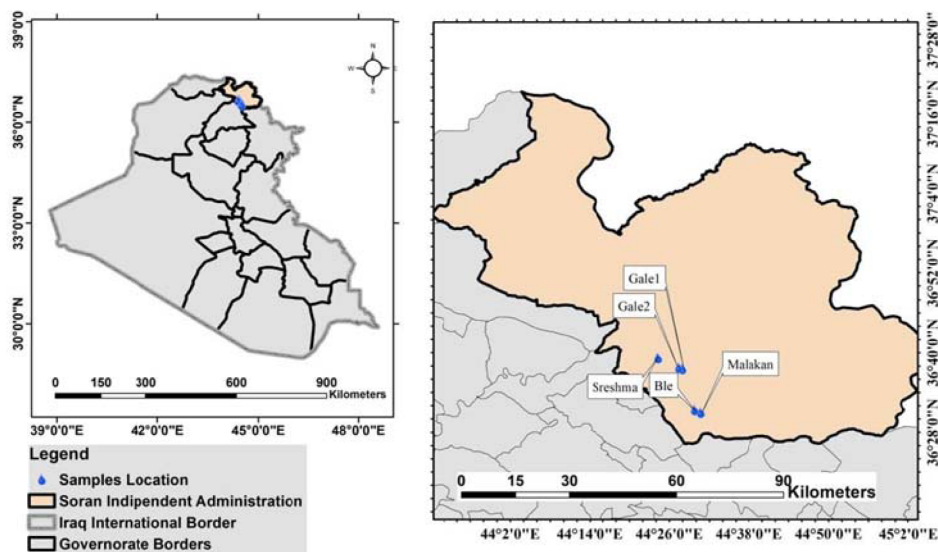 39°0'0"N
36°0'0"N
33°0'0"N
30°0'0"N
N
W
E
S
0 150 300 600 900
Kilometers
39°0'0"E 42°0'0"E 45°0'0"E 48°0'0"E
Legend
Samples Location
Soran Indipendent Administration
Iraq International Border
Governorate Borders
Gale1
Gale2
Sreshma
Ble
Malakan
0 15 30 60 90
Kilometers
37°28'0"N
37°16'0"N
37°4'0"N
36°52'0"N
36°40'0"N
36°28'0"N
44°2'0"E 44°14'0"E 44°26'0"E 44°38'0"E 44°50'0"E 45°2'0"E